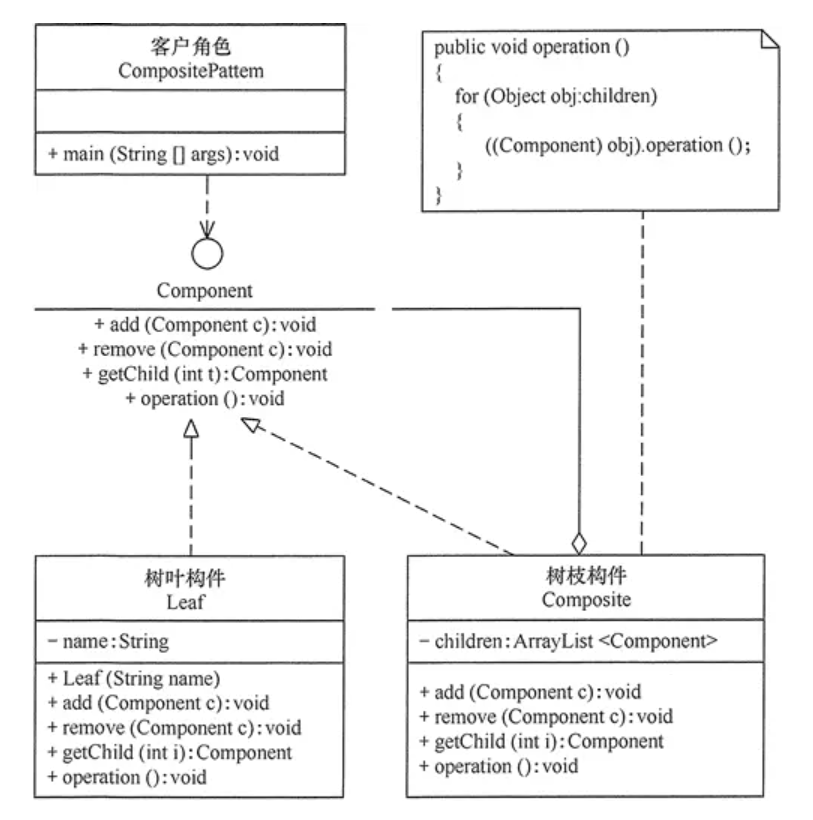 客户角色
CompositePattem
+ main (String [] args):void
public void operation ()
{
for (Object obj:children)
{
((Component) obj).operation ();
}
}
Component
+ add (Component c):void
+ remove (Component c):void
+ getChild (int t):Component
+ operation ():void
树叶构件
Leaf
− name:String
+ Leaf (String name)
+ add (Component c):void
+ remove (Component c):void
+ getChild (int i):Component
+ operation ():void
树枝构件
Composite
− children:ArrayList <Component>
+ add (Component c):void
+ remove (Component c):void
+ getChild (int i):Component
+ operation ():void